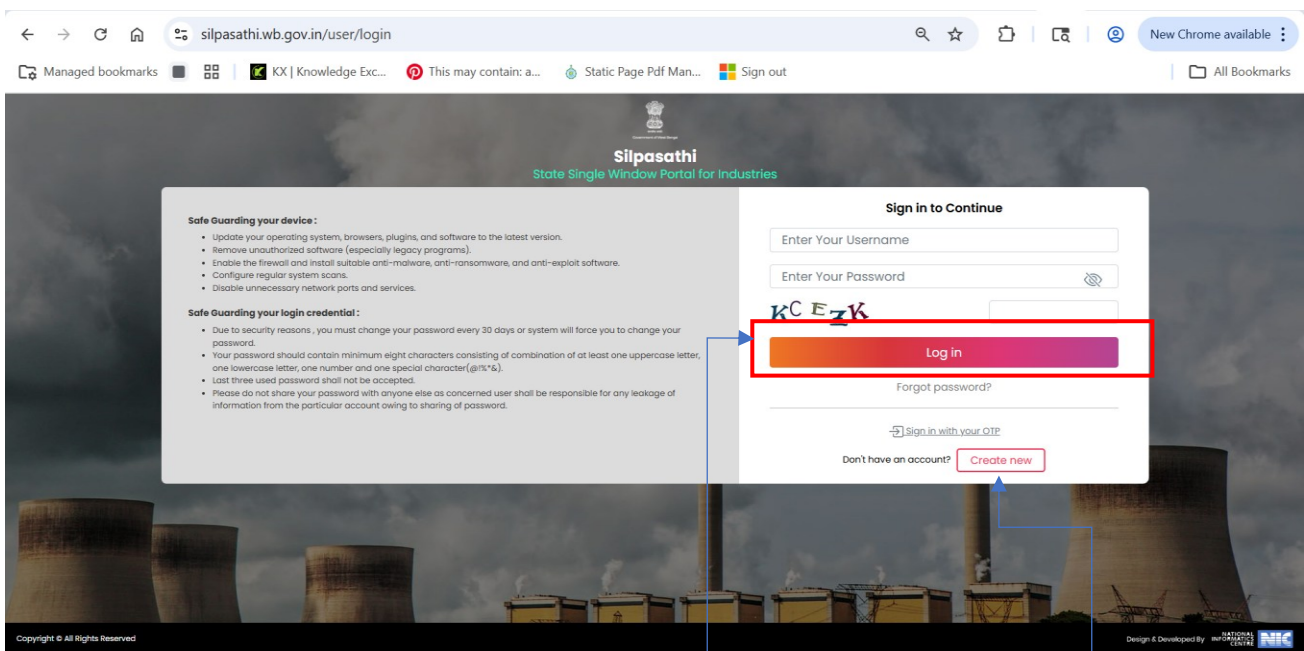 silpasathi.wb.gov.in/user/login
New Chrome available
Managed bookmarks
KX | Knowledge Exc...
This may contain: a...
Static Page Pdf Man...
Sign out
All Bookmarks
Silpasathi
State Single Window Portal for Industries
Safe Guarding your device :
• Update your operating system, browsers, plugins, and software to the latest version.
• Remove unauthorized software (especially legacy programs).
• Enable the firewall and install suitable anti-malware, anti-ransomware, and anti-exploit software.
• Configure regular system scans.
• Disable unnecessary network ports and services.
Safe Guarding your login credential :
• Due to security reasons , you must change your password every 30 days or system will force you to change your
password.
• Your password should contain minimum eight characters consisting of combination of at least one uppercase letter,
one lowercase letter, one number and one special character(@!%*&).
• Last three used password shall not be accepted.
• Please do not share your password with anyone else as concerned user shall be responsible for any leakage of
information from the particular account owing to sharing of password.
Sign in to Continue
Enter Your Username
Enter Your Password
KC EzK
Log in
Forgot password?
Sign in with your OTP
Don't have an account? Create new
Copyright © All Rights Reserved
Design & Developed By
NATIONAL
INFORMATICS
CENTRE
NIC